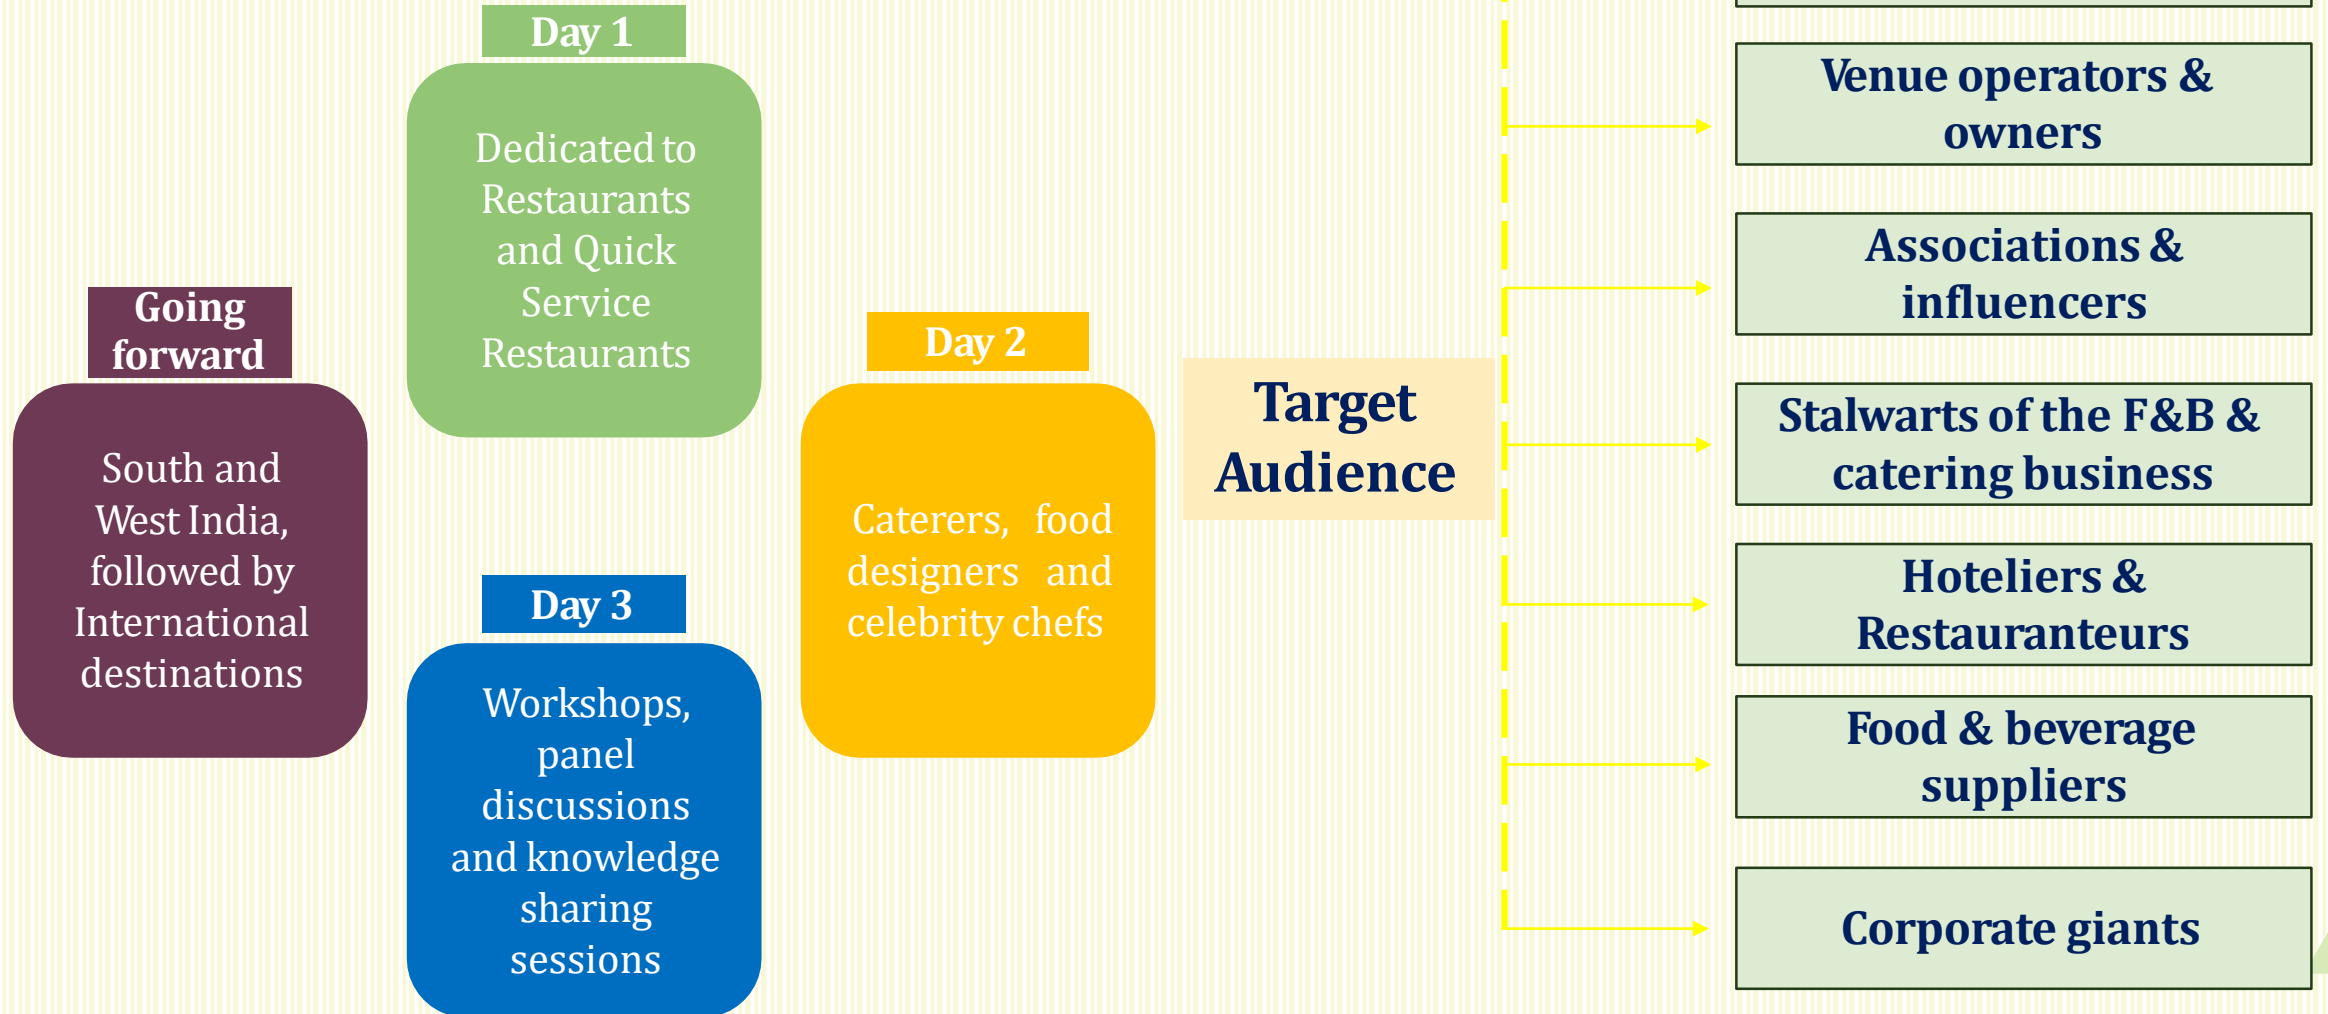 Day 1
Dedicated to
Restaurants
and Quick
Service
Restaurants
Going
forward
South and
West India,
followed by
International
destinations
Day 2
Caterers, food
designers and
celebrity chefs
Day 3
Workshops,
panel
discussions
and knowledge
sharing
sessions
Target
Audience
Venue operators &
owners
Associations &
influencers
Stalwarts of the F&B &
catering business
Hoteliers &
Restauranteurs
Food & beverage
suppliers
Corporate giants